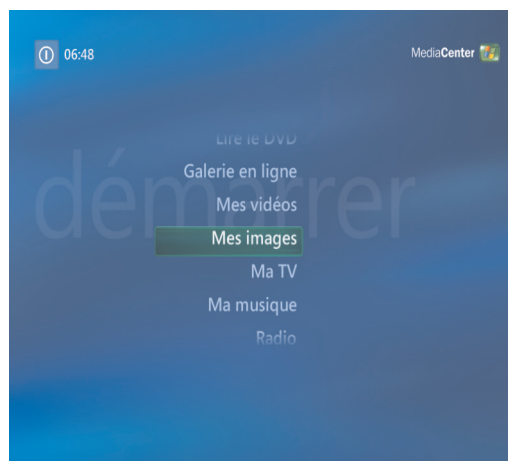 06:48
MediaCenter
démarrer
Lire le DVD
Galerie en ligne
Mes vidéos
Mes images
Ma TV
Ma musique
Radio